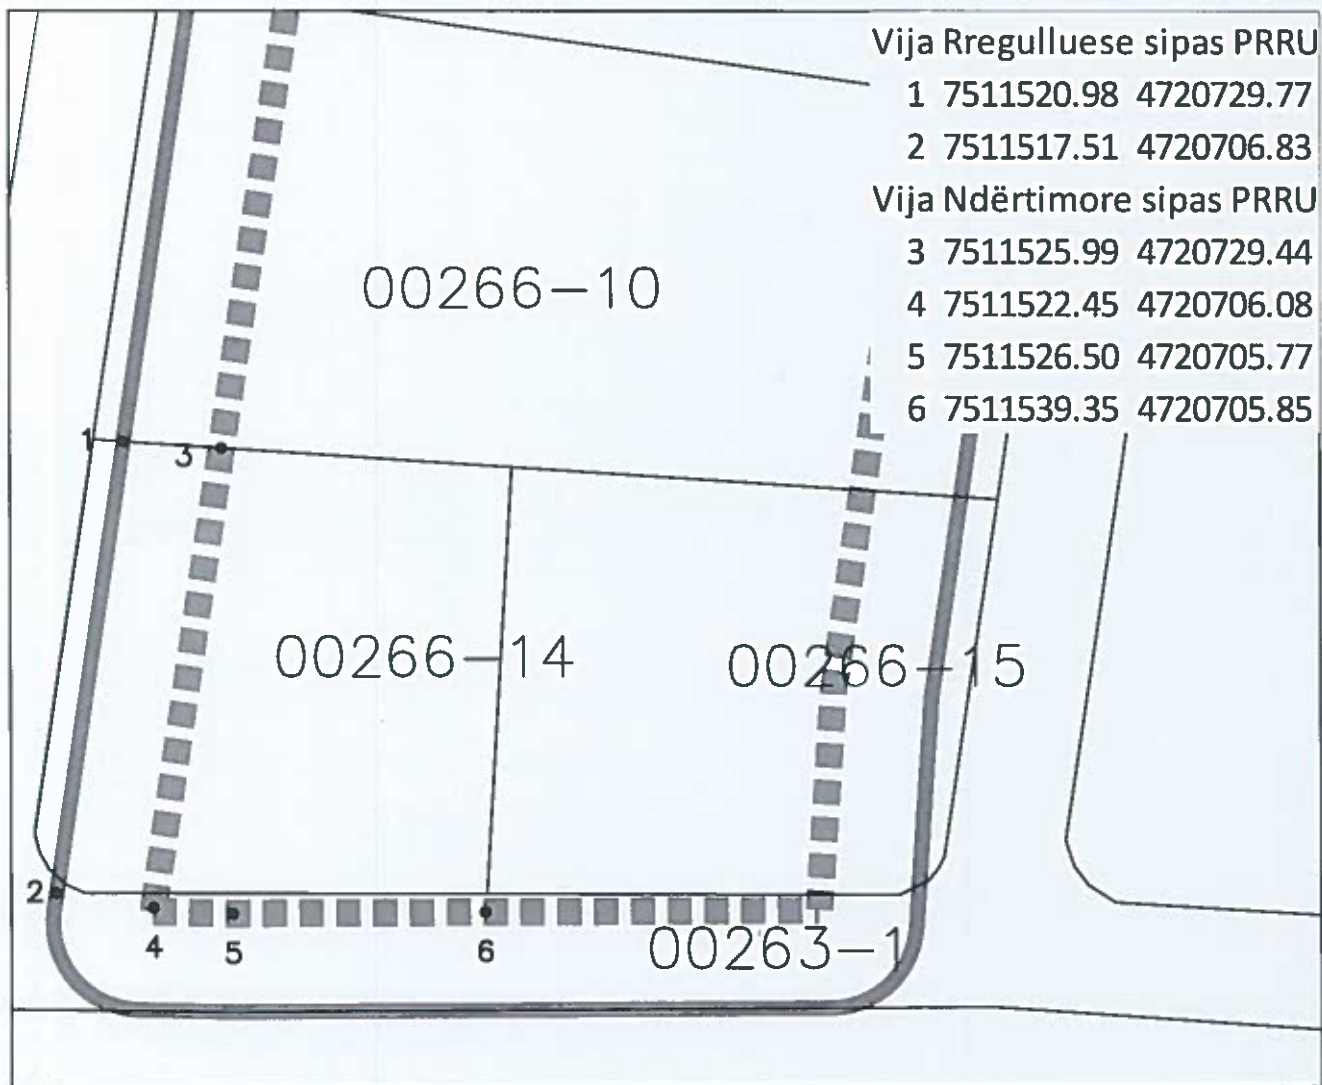 Vija Rregulluese sipas PRRU
1 7511520.98 4720729.77
2 7511517.51 4720706.83
Vija Ndërtimore sipas PRRU
3 7511525.99 4720729.44
4 7511522.45 4720706.08
5 7511526.50 4720705.77
6 7511539.35 4720705.85
00266-10
1
3
00266-14
00266-15
2
4
5
6
00263-1